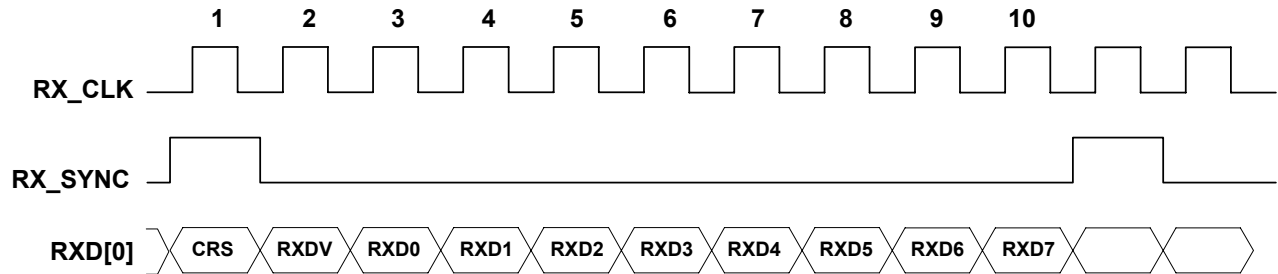 1 2 3 4 5 6 7 8 9 10
RX_CLK
RX_SYNC
RXD[0] CRS RXDV RXD0 RXD1 RXD2 RXD3 RXD4 RXD5 RXD6 RXD7